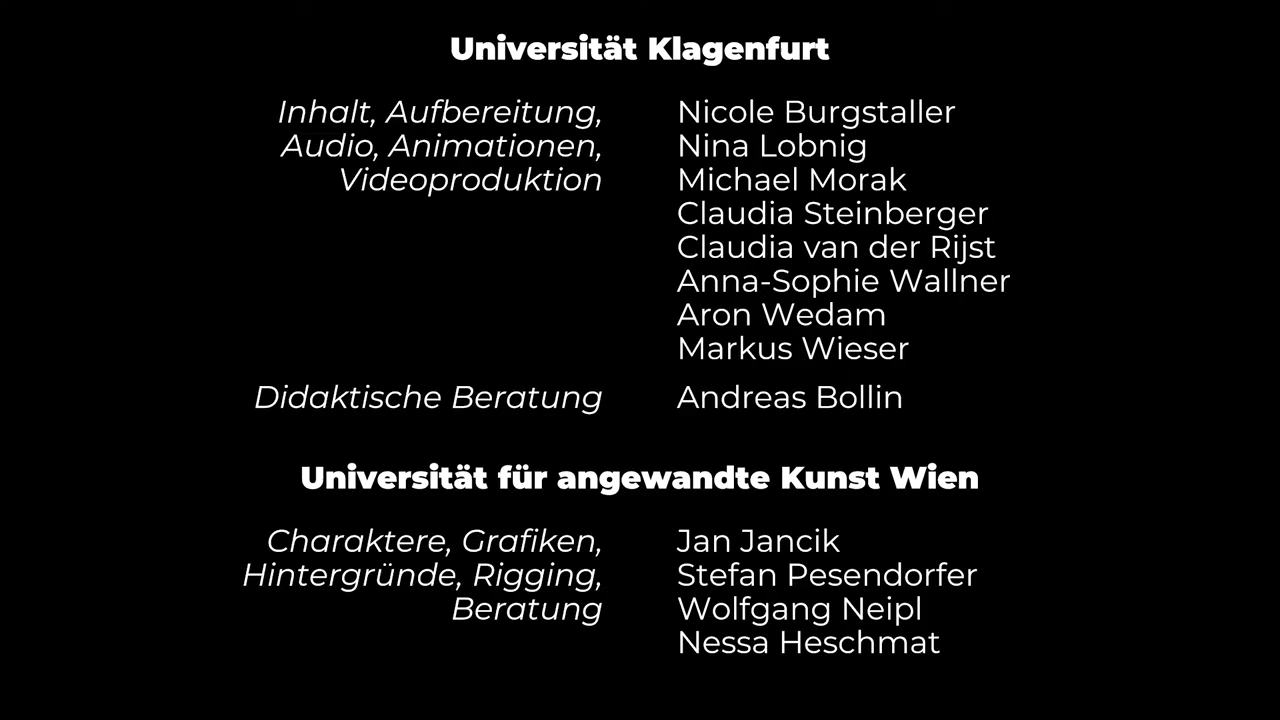 Universität Klagenfurt
Inhalt, Aufbereitung, Nicole Burgstaller
Audio, Animationen, Nina Lobnig
Videoproduktion Michael Morak
Claudia Steinberger
Claudia van der Rijst
Anna-Sophie Wallner
Aron Wedam
Markus Wieser
Didaktische Beratung Andreas Bollin
Universität für angewandte Kunst Wien
Charaktere, Grafiken, Jan Jancik
Hintergründe, Rigging, Stefan Pesendorfer
Beratung Wolfgang Neipl
Nessa Heschmat